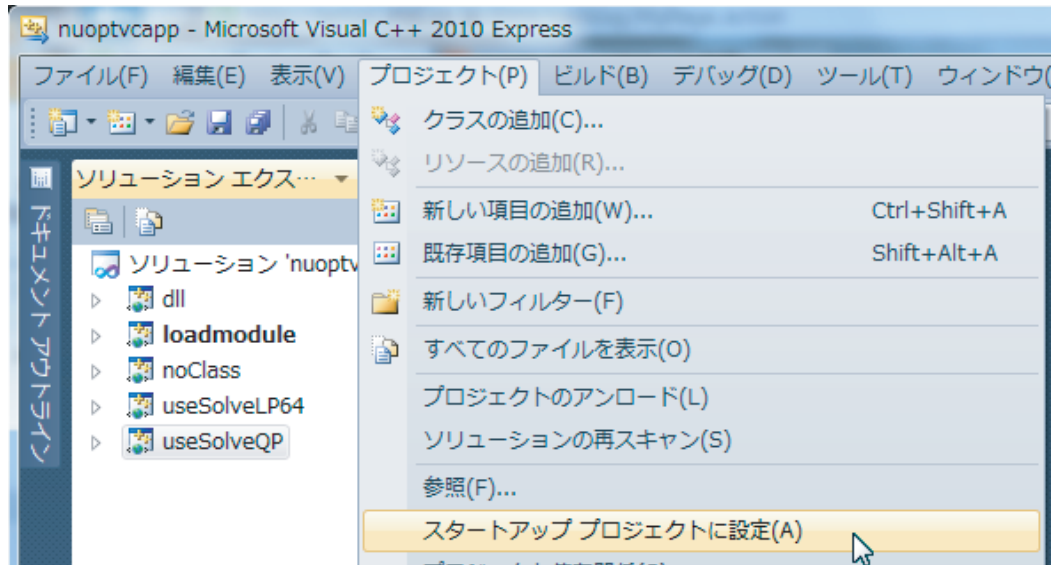 nuoptvcapp - Microsoft Visual C++ 2010 Express
ファイル(F) 編集(E) 表示(V) プロジェクト(P) ビルド(B) デバッグ(D) ツール(T) ウィンドウ(
クラスの追加(C)...
リソースの追加(R)...
ソリューション エクス…
新しい項目の追加(W)... Ctrl+Shift+A
既存項目の追加(G)... Shift+Alt+A
ソリューション 'nuoptv
dll
新しいフィルター(F)
loadmodule
すべてのファイルを表示(O)
noClass
プロジェクトのアンロード(L)
useSolveLP64
ソリューションの再スキャン(S)
useSolveQP
参照(F)...
スタートアップ プロジェクトに設定(A)
ドキュメント アウトライン